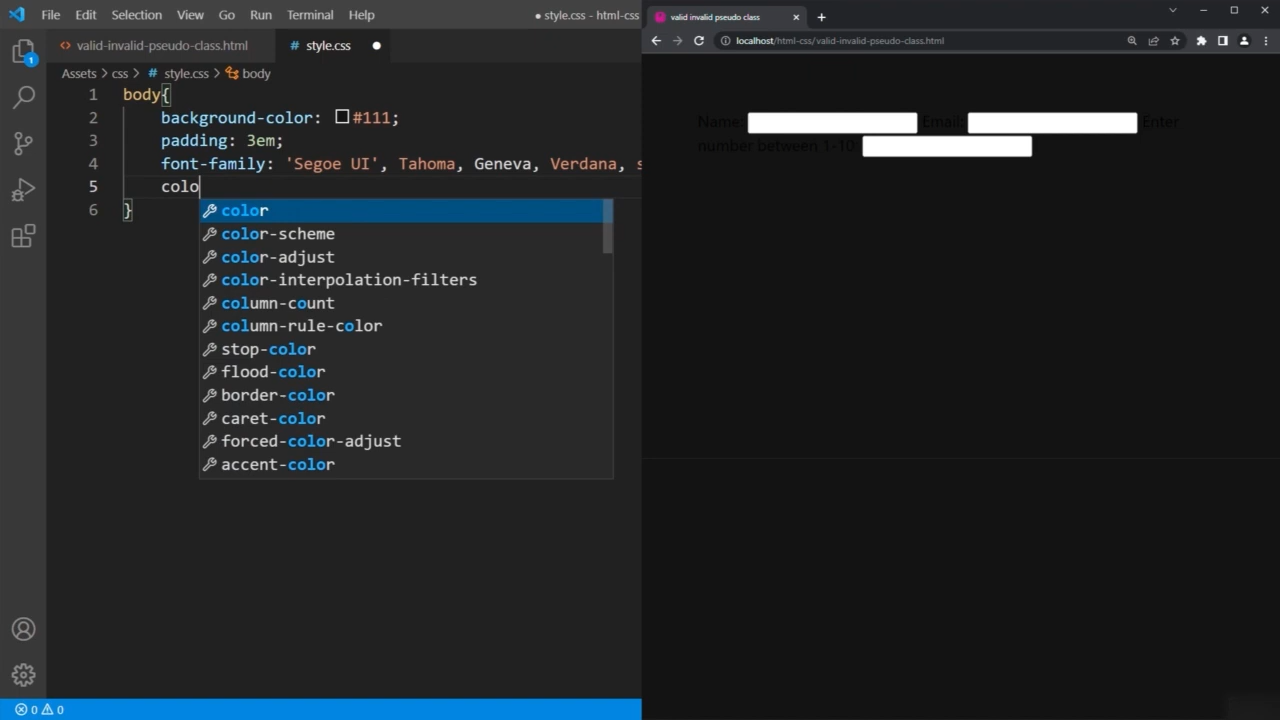 File Edit Selection View Go Run Terminal Help ● style.css - html-css
valid-invalid-pseudo-class.html # style.css ●
Assets > css > # style.css > body
1 body{
2 background-color: #111;
3 padding: 3em;
4 font-family: 'Segoe UI', Tahoma, Geneva, Verdana, s
5 colo
6 }
color
color-scheme
color-adjust
color-interpolation-filters
column-count
column-rule-color
stop-color
flood-color
border-color
caret-color
forced-color-adjust
accent-color
1
0 0
valid invalid pseudo class
localhost/html-css/valid-invalid-pseudo-class.html
Name: Email: Enter
number between 1-10: